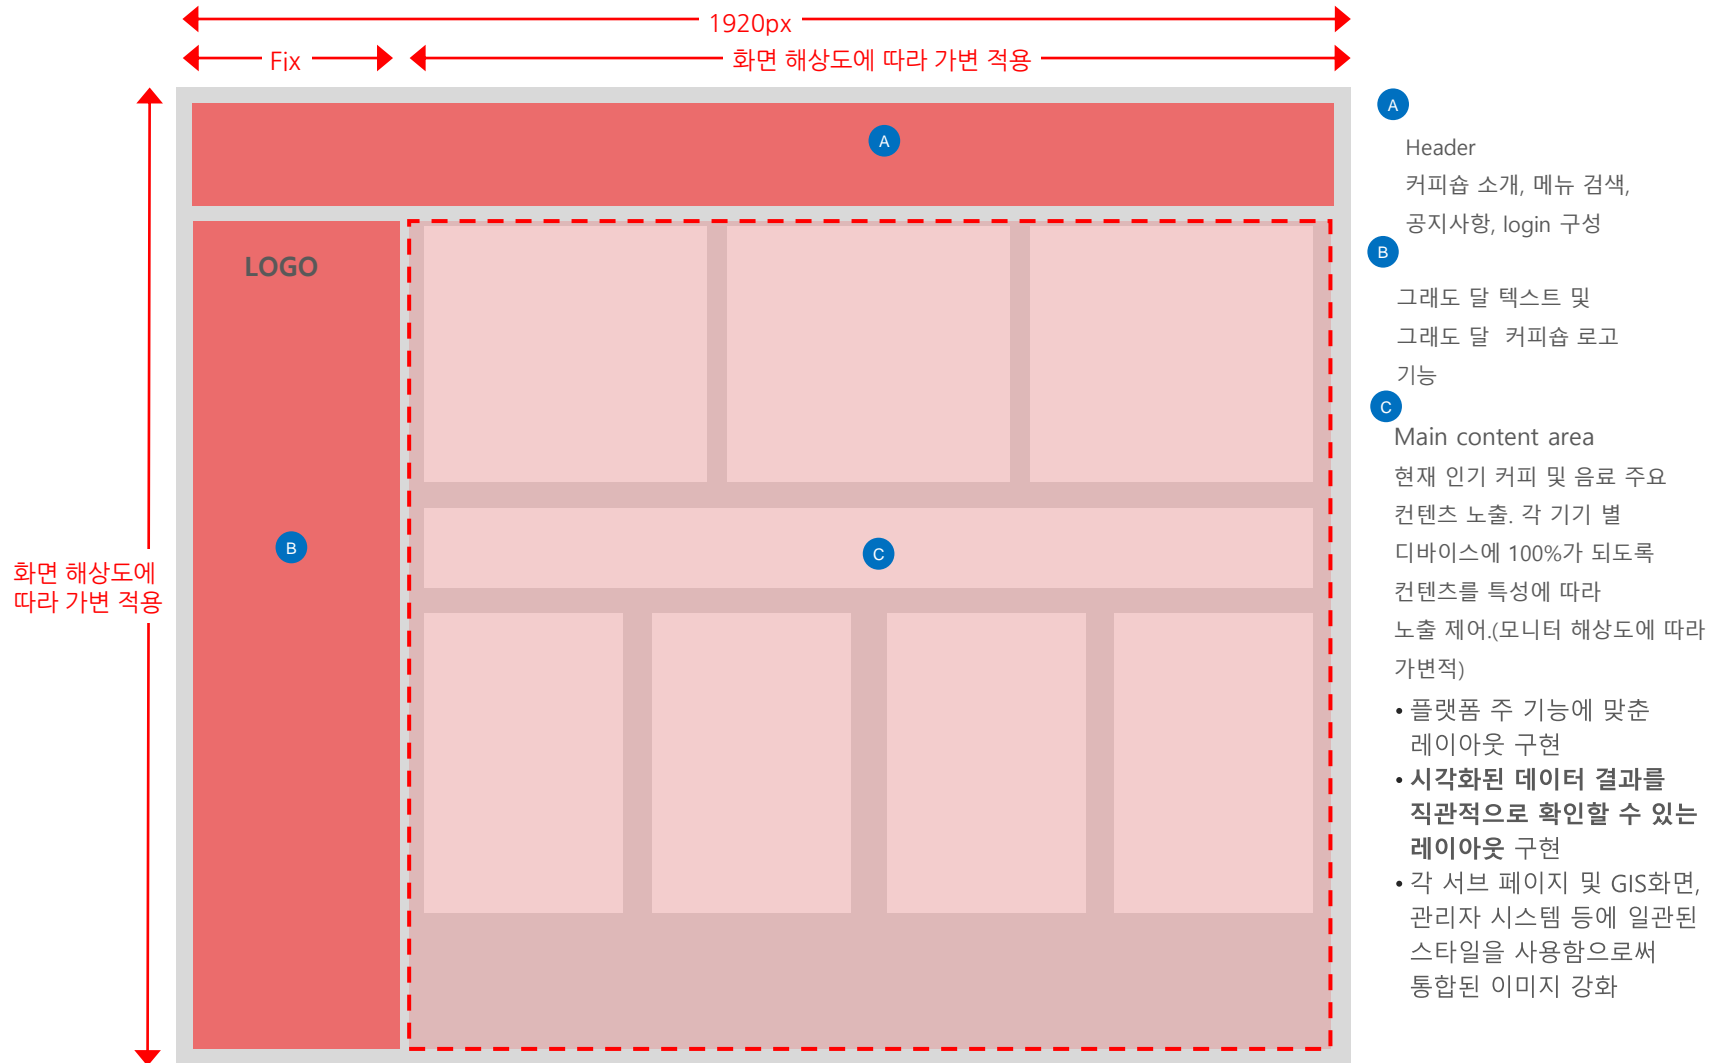 1920px
Fix
화면 해상도에 따라 가변 적용
A
LOGO
B
C
화면 해상도에
따라 가변 적용
A
Header
커피숍 소개, 메뉴 검색,
공지사항, login 구성
B
그래도 달 텍스트 및
그래도 달 커피숍 로고
기능
C
Main content area
현재 인기 커피 및 음료 주요
컨텐츠 노출. 각 기기 별
디바이스에 100%가 되도록
컨텐츠를 특성에 따라
노출 제어.(모니터 해상도에 따라
가변적)
• 플랫폼 주 기능에 맞춘
레이아웃 구현
• 시각화된 데이터 결과를
직관적으로 확인할 수 있는
레이아웃 구현
• 각 서브 페이지 및 GIS화면,
관리자 시스템 등에 일관된
스타일을 사용함으로써
통합된 이미지 강화